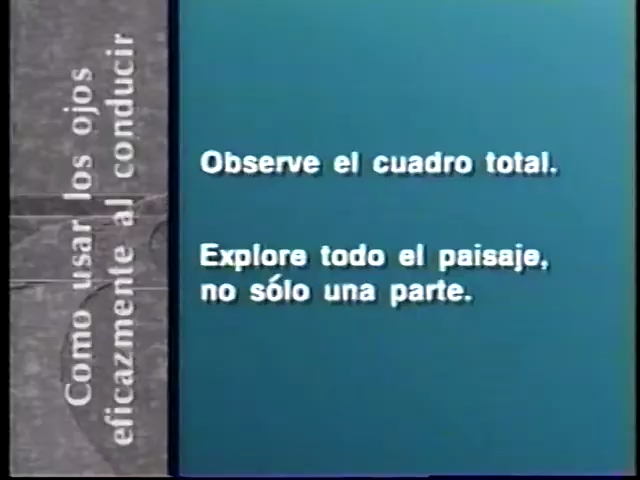 Como usar los ojos
eficazmente al conducir
Observe el cuadro total.
Explore todo el paisaje,
no sólo una parte.